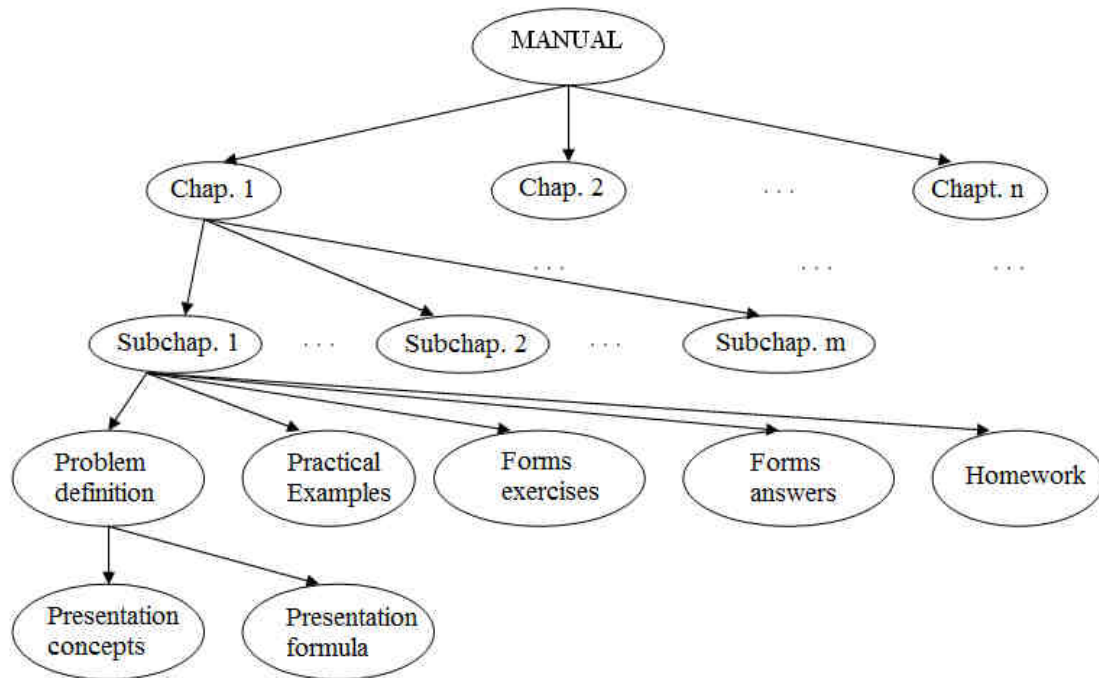 MANUAL
Chap. 1
Chap. 2
. . .
Chapt. n
. . .
. . .
. . .
Subchap. 1
. . .
Subchap. 2
. . .
Subchap. m
Problem
definition
Practical
Examples
Forms
exercises
Forms
answers
Homework
Presentation
concepts
Presentation
formula